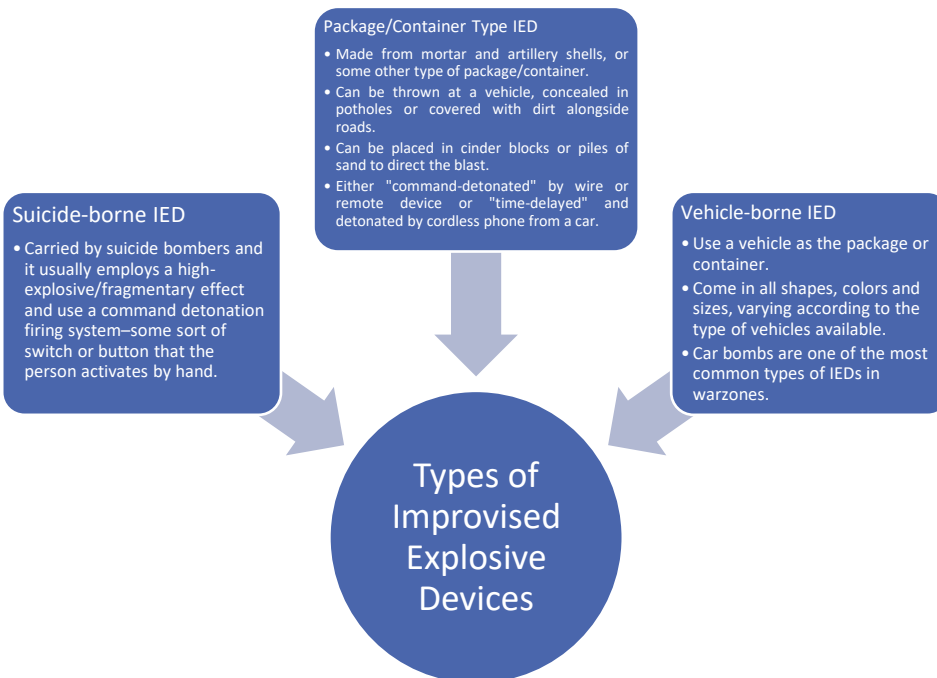 Package/Container Type IED
• Made from mortar and artillery shells, or
some other type of package/container.
• Can be thrown at a vehicle, concealed in
potholes or covered with dirt alongside
roads.
• Can be placed in cinder blocks or piles of
sand to direct the blast.
• Either "command-detonated" by wire or
remote device or "time-delayed" and
detonated by cordless phone from a car.
Suicide-borne IED
• Carried by suicide bombers and
it usually employs a high-
explosive/fragmentary effect
and use a command detonation
firing system–some sort of
switch or button that the
person activates by hand.
Vehicle-borne IED
• Use a vehicle as the package or
container.
• Come in all shapes, colors and
sizes, varying according to the
type of vehicles available.
• Car bombs are one of the most
common types of IEDs in
warzones.
Types of
Improvised
Explosive
Devices